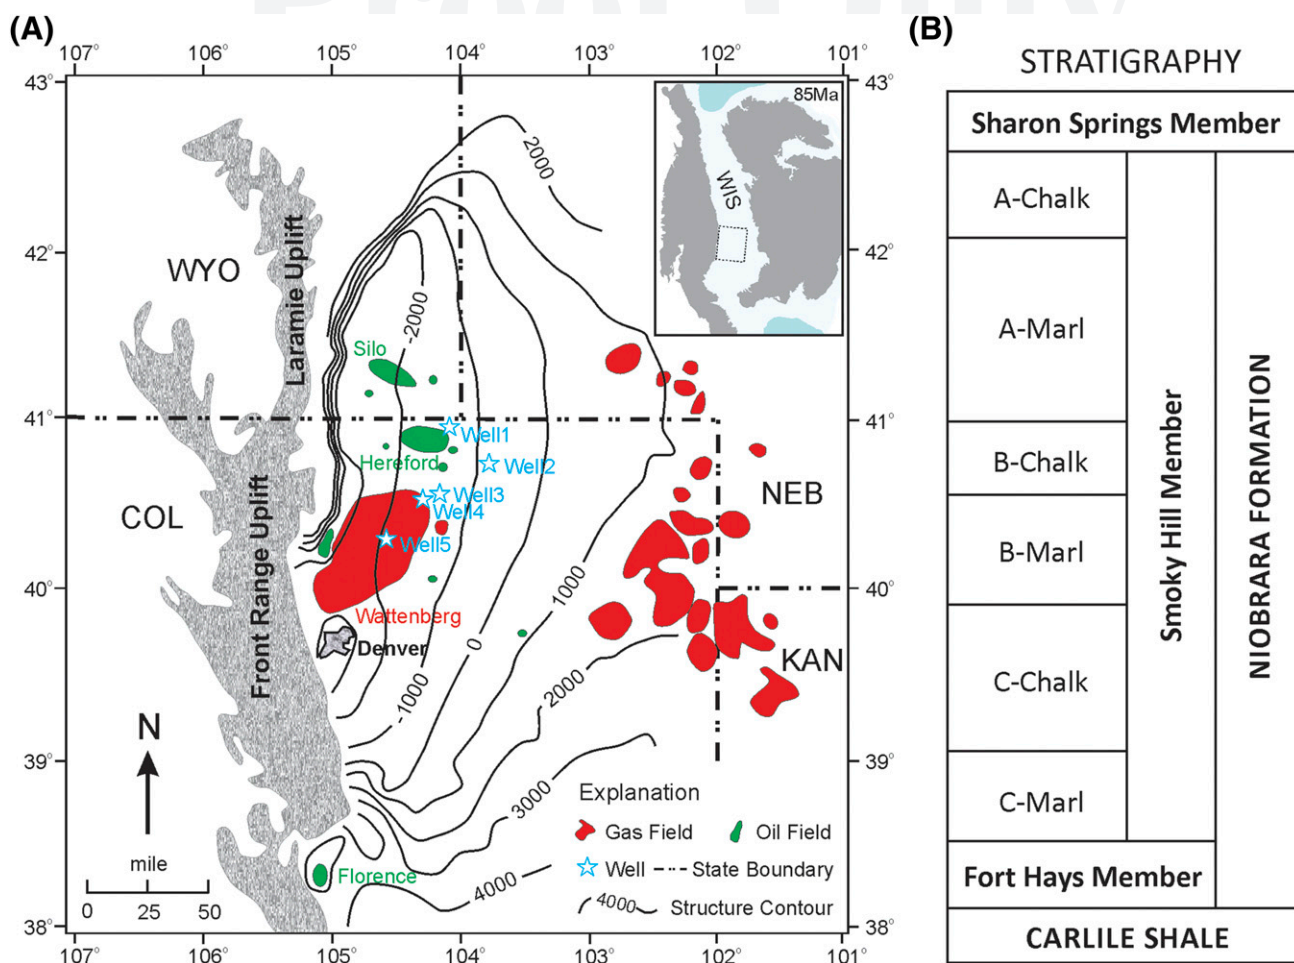 (A)
(B)
107° 106° 105° 104° 103° 102° 101°
STRATIGRAPHY
43° 43°
85Ma
WIS
Sharon Springs Member
2000
A-Chalk
42° 42°
WYO
Laramie Uplift
-2000
A-Marl
Silo
41° 41°
Well1
Hereford
Well2
B-Chalk
Well3
NEB
Well4
COL
Well5
B-Marl
Front Range Uplift
40° 40°
1000
Wattenberg
Denver
0
KAN
C-Chalk
-1000
2000
Smoky Hill Member
NIOBRARA FORMATION
N
39° 39°
3000
Explanation
C-Marl
Gas Field
Oil Field
mile
Well
State Boundary
Florence
4000
Fort Hays Member
0 25 50
4000
Structure Contour
38° 38°
CARLILE SHALE
107° 106° 105° 104° 103° 102° 101°